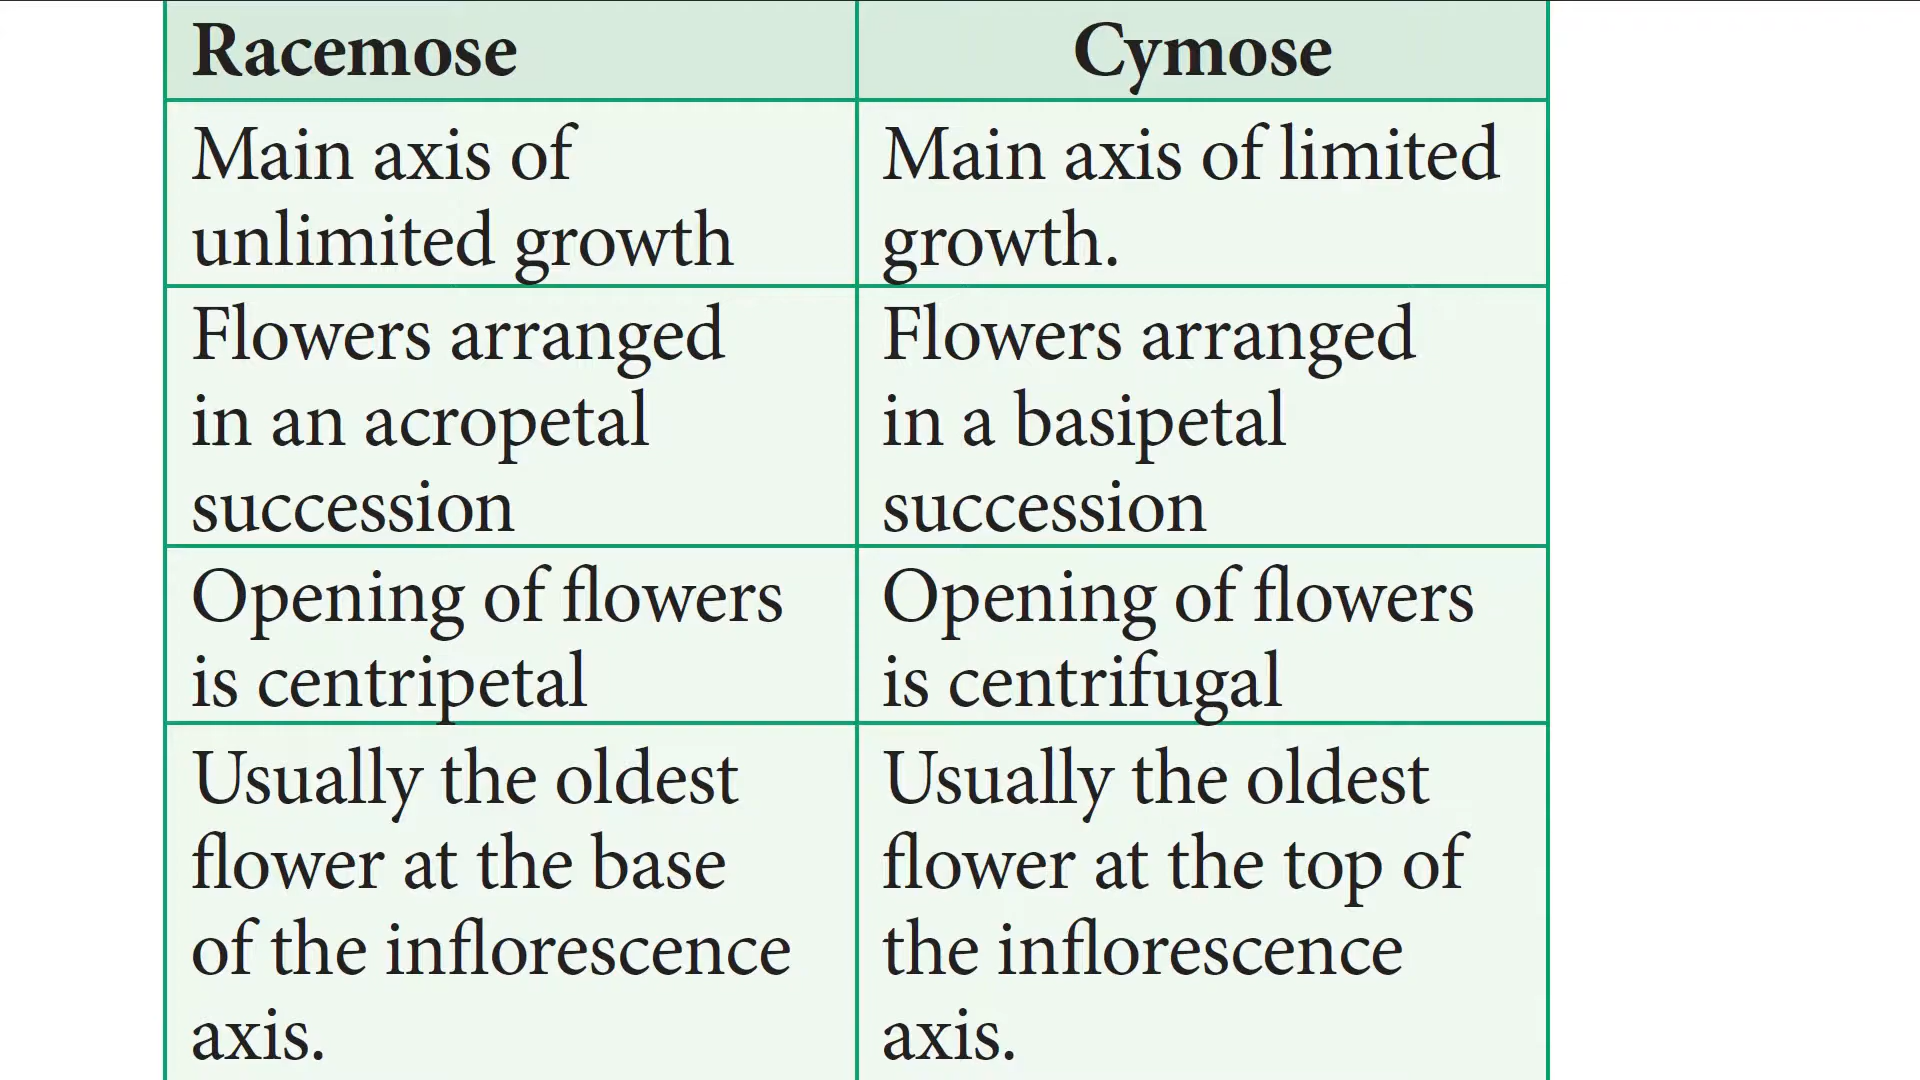 Racemose
Cymose
Main axis of
unlimited growth
Main axis of limited
growth.
Flowers arranged
in an acropetal
succession
Flowers arranged
in a basipetal
succession
Opening of flowers
is centripetal
Opening of flowers
is centrifugal
Usually the oldest
flower at the base
of the inflorescence
axis.
Usually the oldest
flower at the top of
the inflorescence
axis.